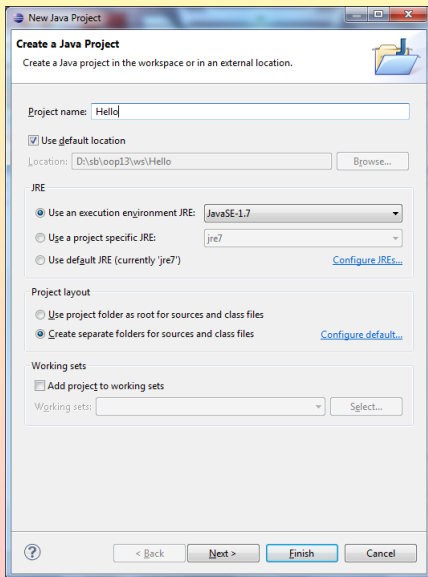 New Java Project
Create a Java Project
Create a Java project in the workspace or in an external location.
Project name: Hello
Use default location
Location: D:\sb\oop13\ws\Hello Browse...
JRE
Use an execution environment JRE: JavaSE-1.7
Use a project specific JRE: jre7
Use default JRE (currently 'jre7') Configure JREs...
Project layout
Use project folder as root for sources and class files
Create separate folders for sources and class files Configure default...
Working sets
Add project to working sets
Working sets: Select...
? < Back Next > Finish Cancel